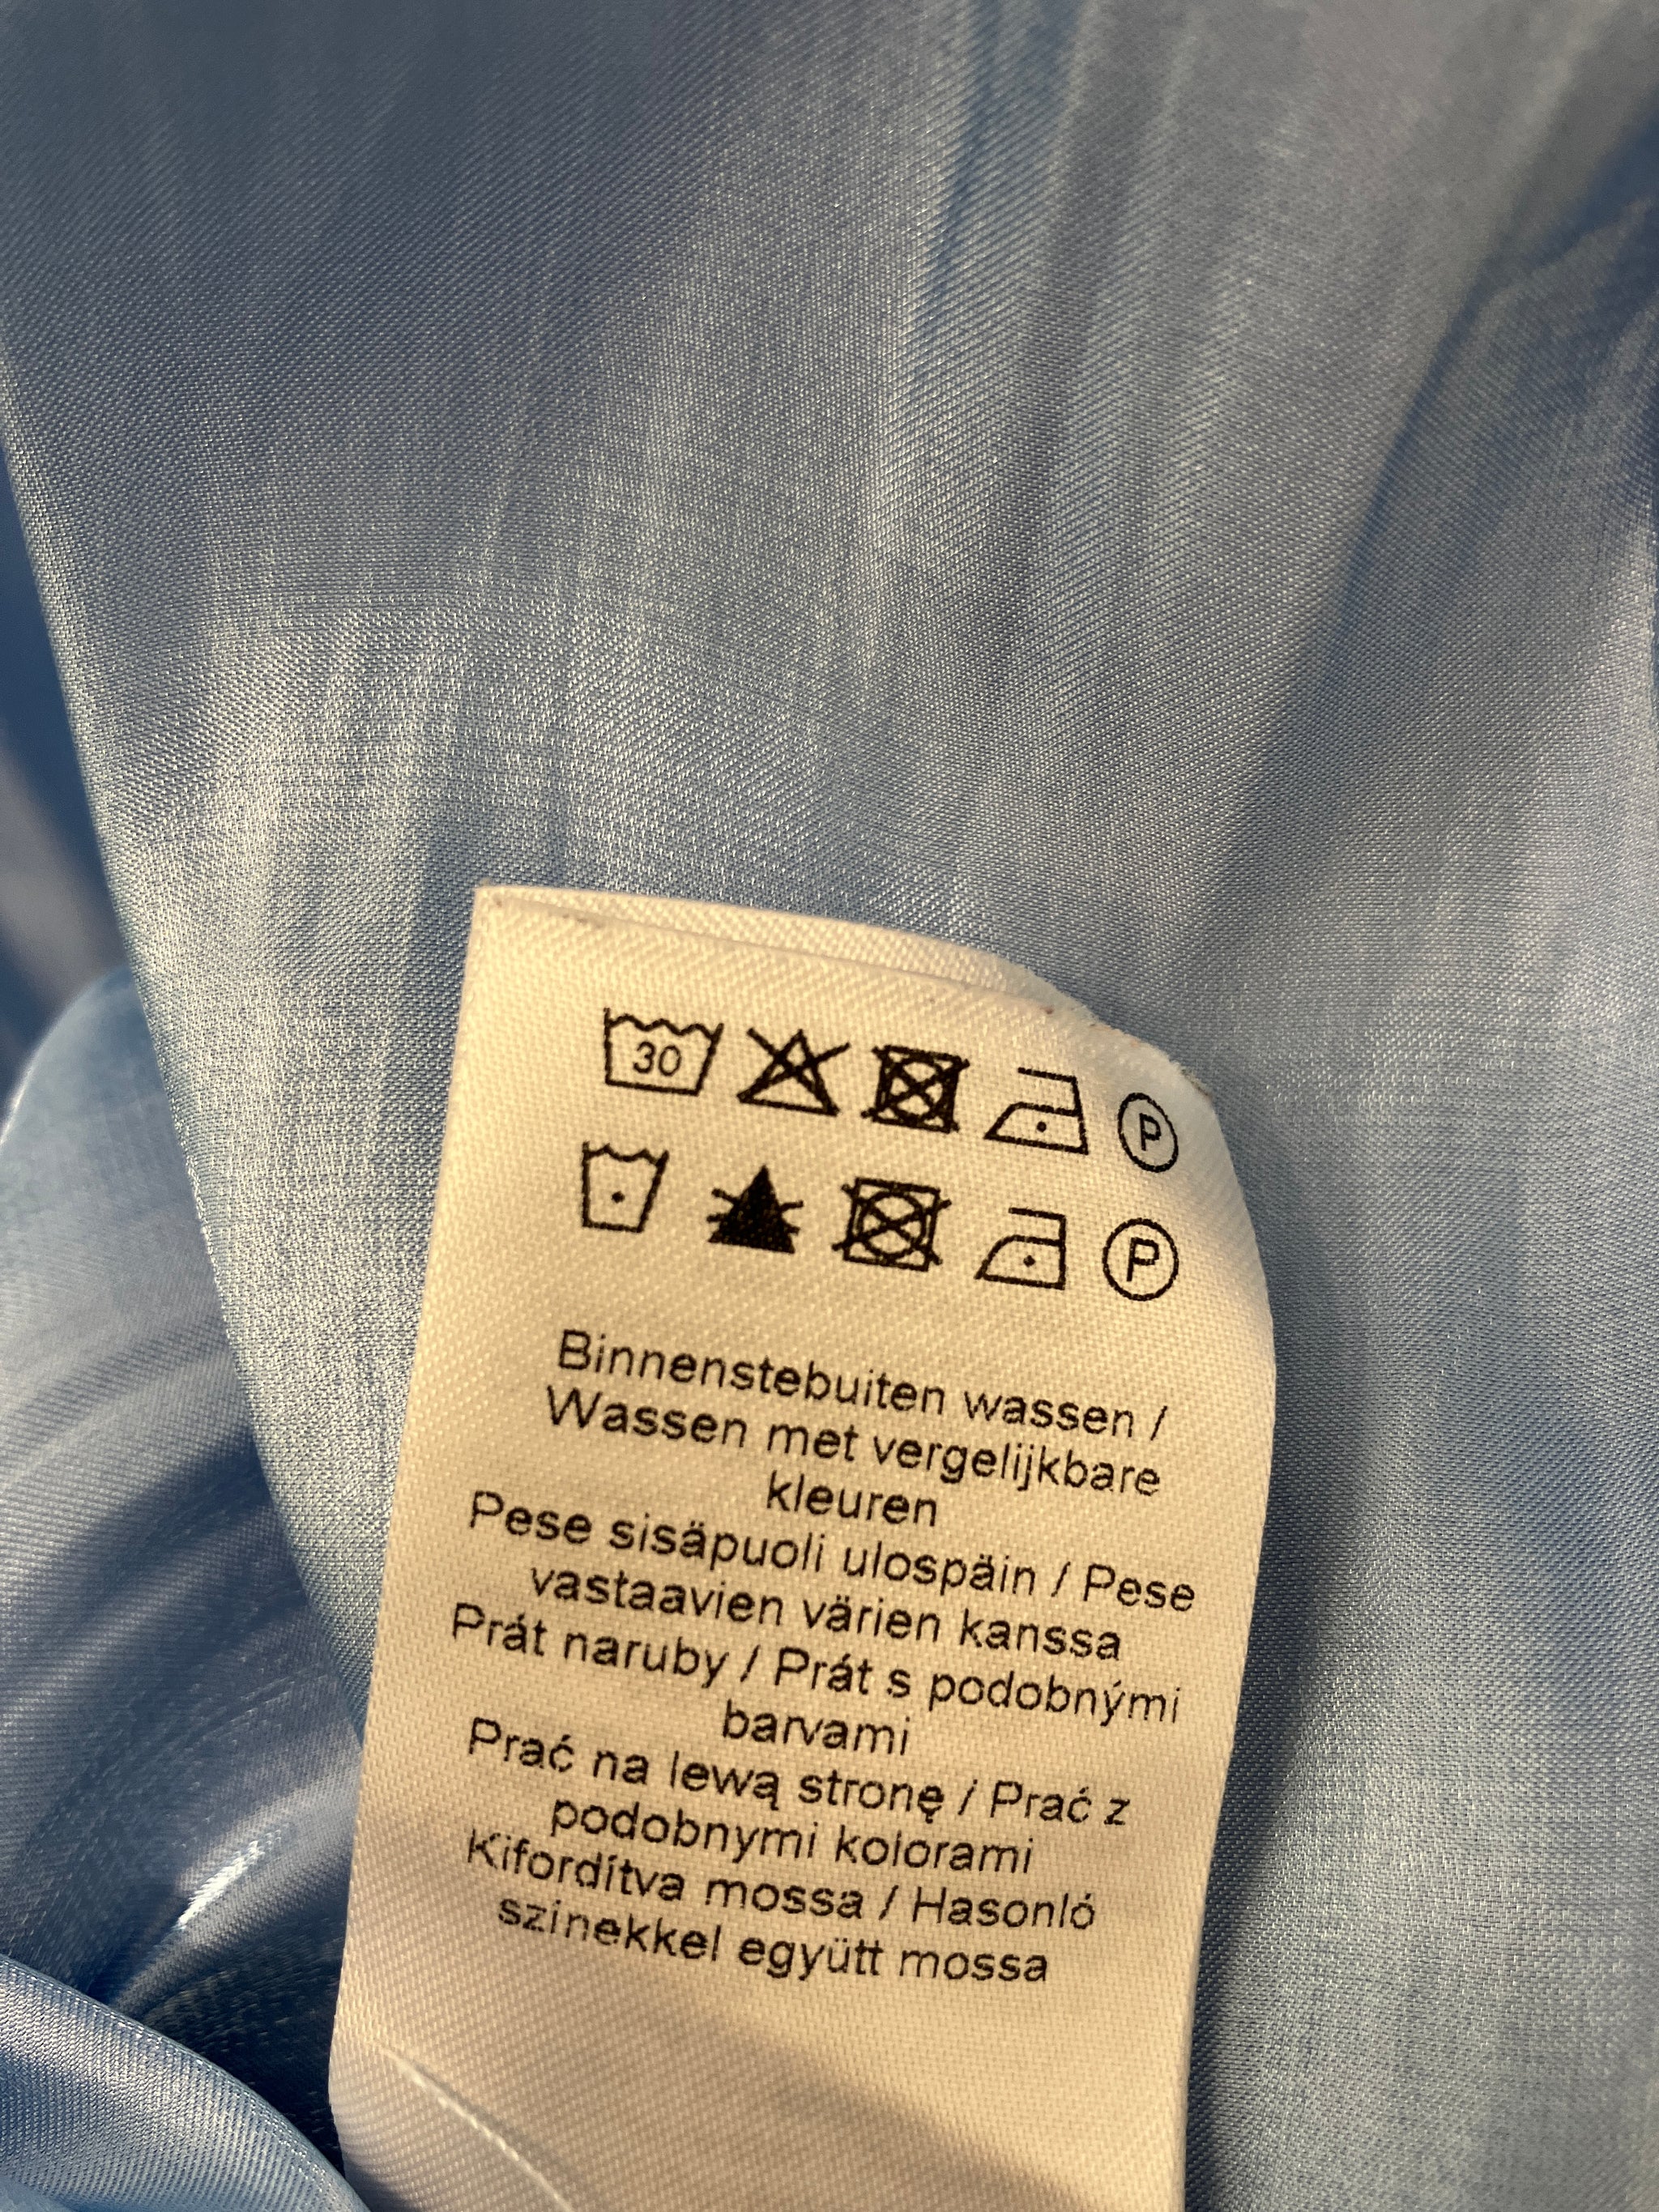 30 P
P
Binnenstebuiten wassen /
Wassen met vergelijkbare
kleuren
Pese sisäpuoli ulospäin / Pese
vastaavien värien kanssa
Prát naruby / Prát s podobnými
barvami
Prać na lewą stronę / Prać z
podobnymi kolorami
Kifordítva mossa / Hasonló
színekkel együtt mossa